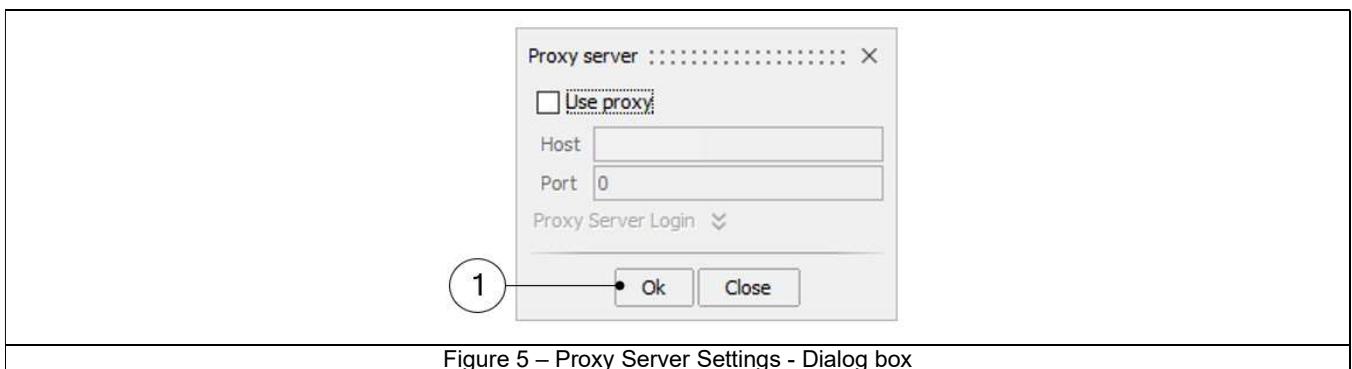 Proxy server
Use proxy
Host
Port 0
Proxy Server Login
1 Ok Close
Figure 5 – Proxy Server Settings - Dialog box